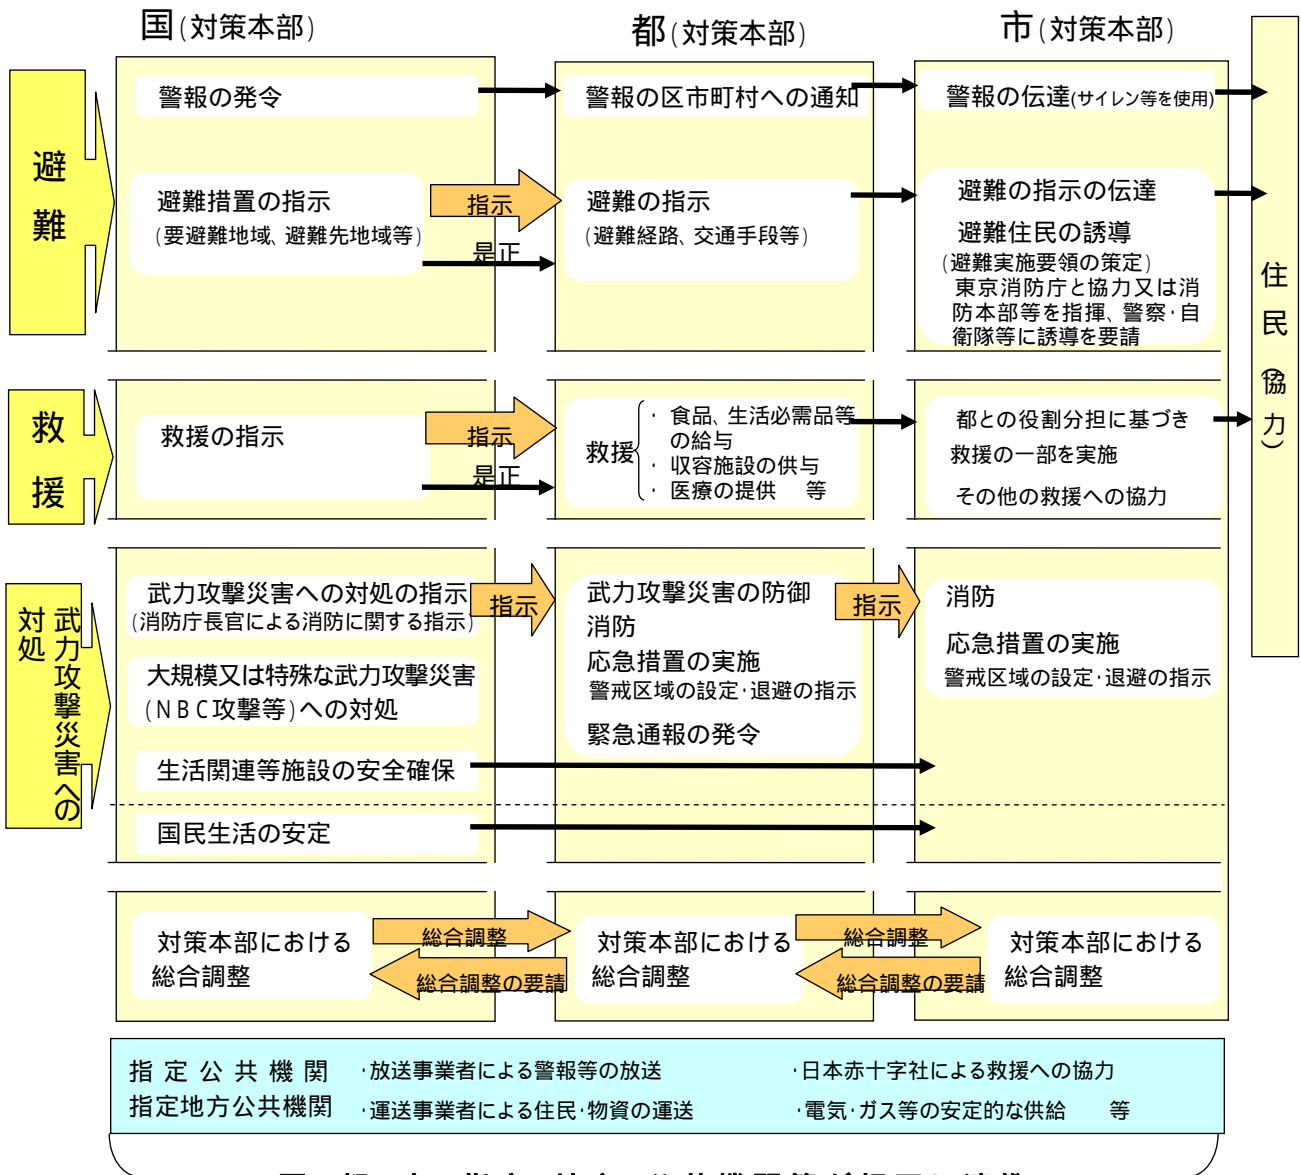 国(対策本部)
都(対策本部)
市(対策本部)
避難
警報の発令
警報の区市町村への通知
警報の伝達(サイレン等を使用)
避難措置の指示
(要避難地域、避難先地域等)
指示
是正
避難の指示
(避難経路、交通手段等)
避難の指示の伝達
避難住民の誘導
(避難実施要領の策定)
東京消防庁と協力又は消
防本部等を指揮、警察・自
衛隊等に誘導を要請
住民(協力)
救援
救援の指示
指示
是正
救援
・ 食品、生活必需品等
の給与
・ 収容施設の供与
・ 医療の提供 等
都との役割分担に基づき
救援の一部を実施
その他の救援への協力
武力攻撃災害への
対処
武力攻撃災害への対処の指示
(消防庁長官による消防に関する指示)
大規模又は特殊な武力攻撃災害
(NBC攻撃等)への対処
生活関連等施設の安全確保
国民生活の安定
指示
武力攻撃災害の防御
消防
応急措置の実施
警戒区域の設定・退避の指示
緊急通報の発令
指示
消防
応急措置の実施
警戒区域の設定・退避の指示
対策本部における
総合調整
総合調整
総合調整の要請
対策本部における
総合調整
総合調整
総合調整の要請
対策本部における
総合調整
指定公共機関
指定地方公共機関
・放送事業者による警報等の放送
・日本赤十字社による救援への協力
・運送事業者による住民・物資の運送
・電気・ガス等の安定的な供給 等